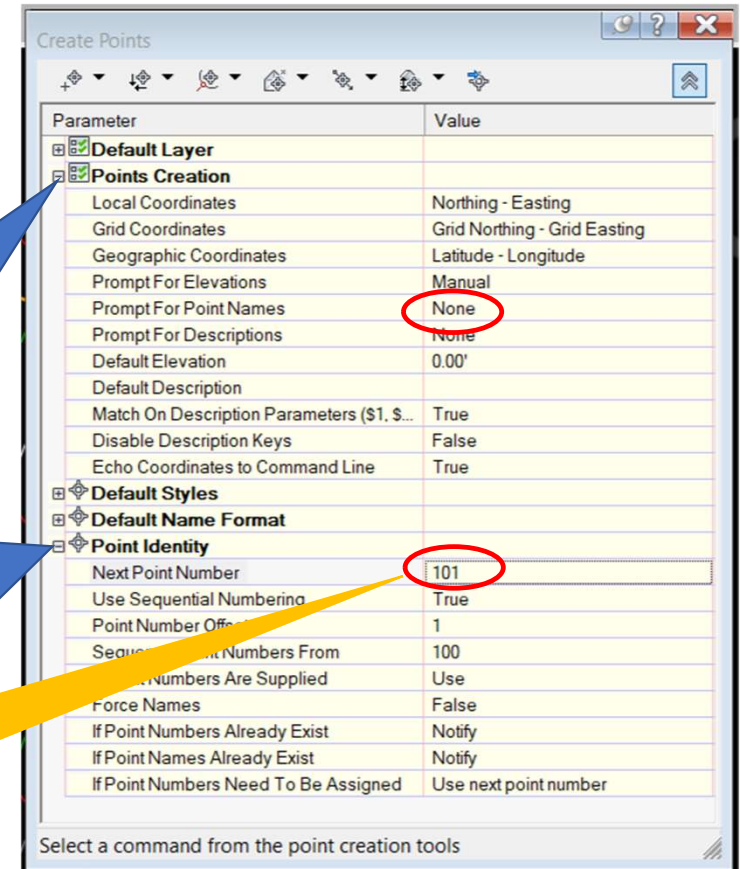 Create Points
Parameter Value
Default Layer
Points Creation
Local Coordinates Northing - Easting
Grid Coordinates Grid Northing - Grid Easting
Geographic Coordinates Latitude - Longitude
Prompt For Elevations Manual
Prompt For Point Names None
Prompt For Descriptions None
Default Elevation 0.00'
Default Description
Match On Description Parameters ($1, $... True
Disable Description Keys False
Echo Coordinates to Command Line True
Default Styles
Default Name Format
Point Identity
Next Point Number 101
Use Sequential Numbering True
Point Number 1
Numbers From 100
Numbers Are Supplied Use
Force Names False
If Point Numbers Already Exist Notify
If Point Names Already Exist Notify
If Point Numbers Need To Be Assigned Use next point number
Select a command from the point creation tools